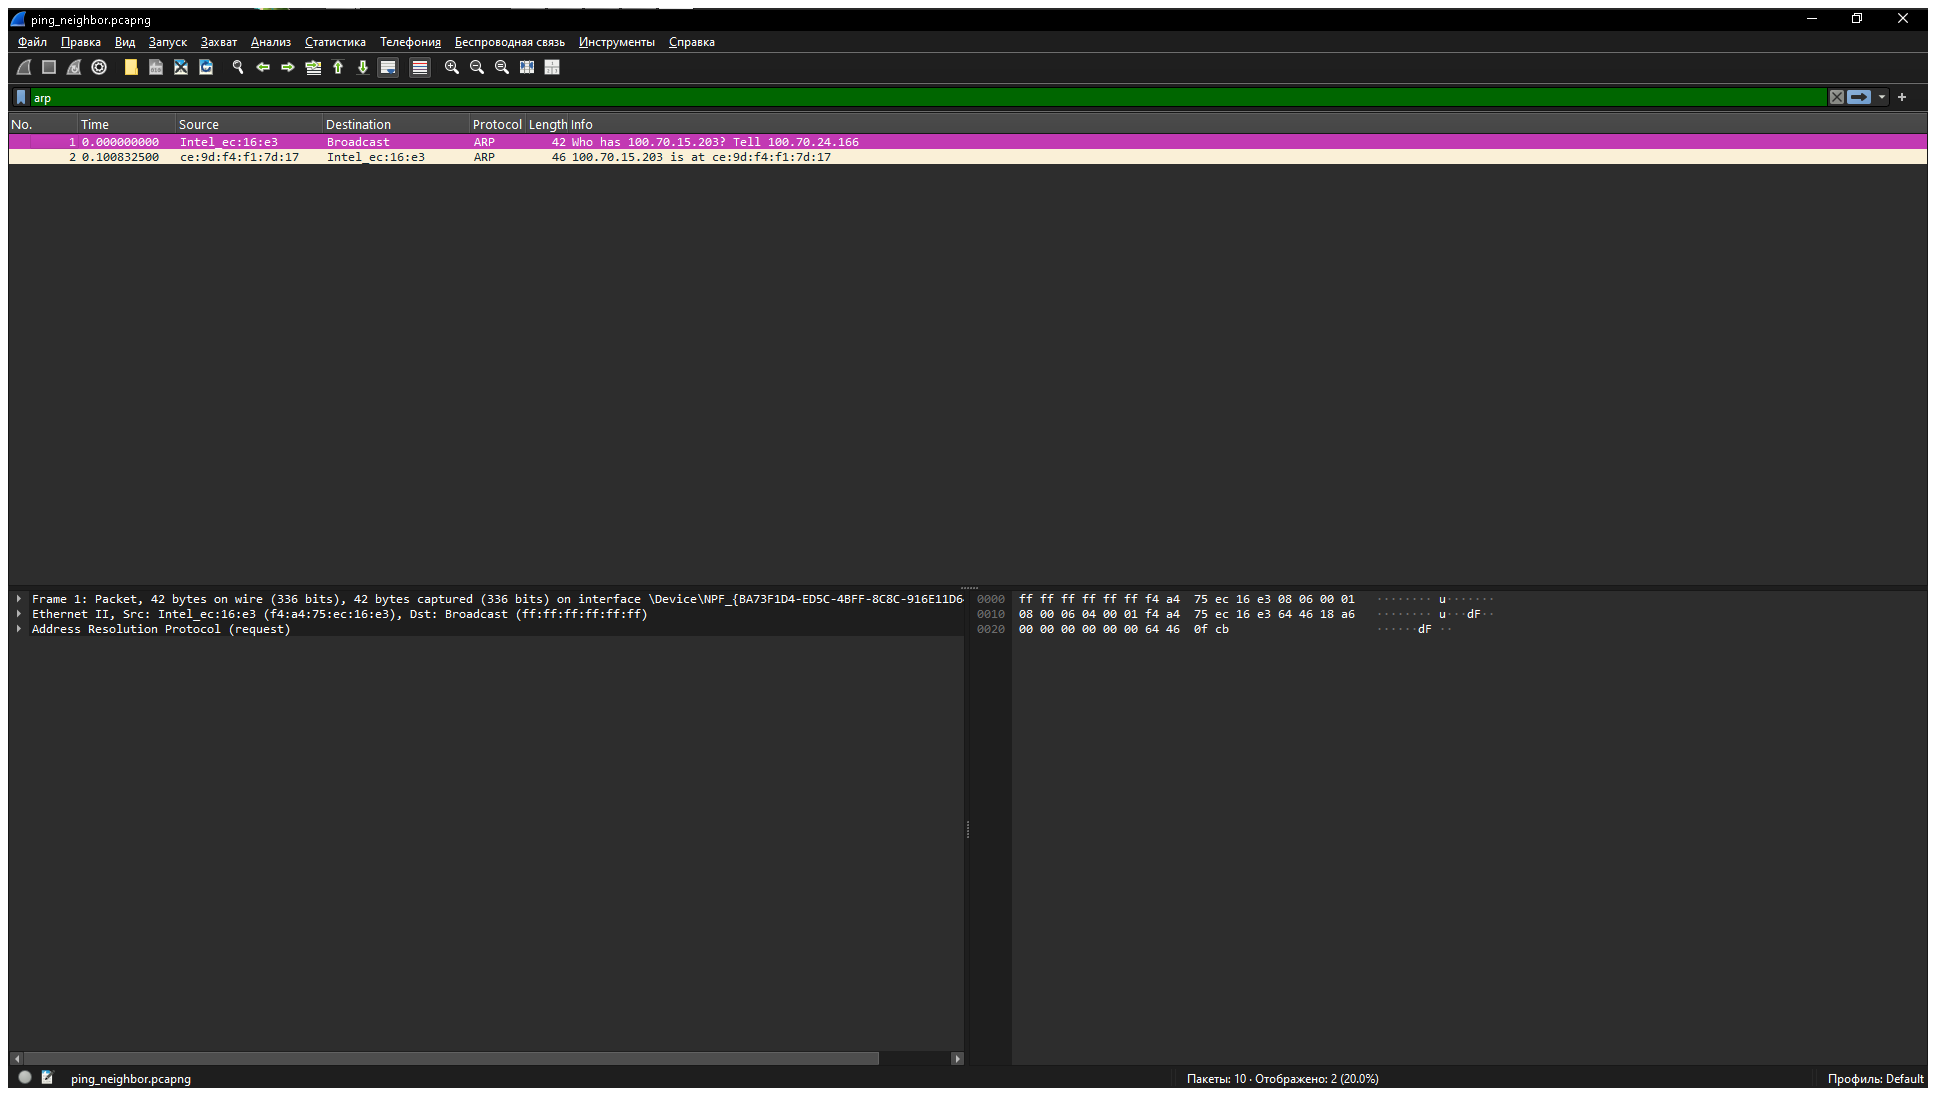 ping_neighbor.pcapng
Файл Правка Вид Запуск Захват Анализ Статистика Телефония Беспроводная связь Инструменты Справка
arp
No. Time Source Destination Protocol Length Info
1 0.000000000 Intel_ec:16:e3 Broadcast ARP 42 Who has 100.70.15.203? Tell 100.70.24.166
2 0.100832500 ce:9d:f4:f1:7d:17 Intel_ec:16:e3 ARP 46 100.70.15.203 is at ce:9d:f4:f1:7d:17
Frame 1: Packet, 42 bytes on wire (336 bits), 42 bytes captured (336 bits) on interface \Device\NPF_{BA73F1D4-ED5C-4BFF-8C8C-916E11D6
Ethernet II, Src: Intel_ec:16:e3 (f4:a4:75:ec:16:e3), Dst: Broadcast (ff:ff:ff:ff:ff:ff)
Address Resolution Protocol (request)
0000 ff ff ff ff ff ff f4 a4 75 ec 16 e3 08 06 00 01 ········ u·······
0010 08 00 06 04 00 01 f4 a4 75 ec 16 e3 64 46 18 a6 ········ u···dF··
0020 00 00 00 00 00 00 64 46 0f cb ······dF ··
ping_neighbor.pcapng
Пакеты: 10 · Отображено: 2 (20.0%)
Профиль: Default